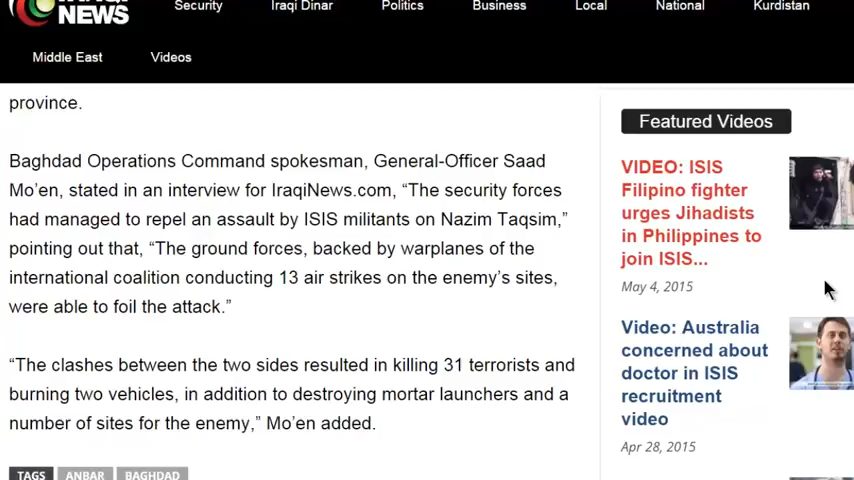 IRAQI
NEWS
Security
Iraqi Dinar
Politics
Business
Local
National
Kurdistan
Middle East
Videos
province.
Baghdad Operations Command spokesman, General-Officer Saad
Mo’en, stated in an interview for IraqiNews.com, “The security forces
had managed to repel an assault by ISIS militants on Nazim Taqsim,”
pointing out that, “The ground forces, backed by warplanes of the
international coalition conducting 13 air strikes on the enemy’s sites,
were able to foil the attack.”
“The clashes between the two sides resulted in killing 31 terrorists and
burning two vehicles, in addition to destroying mortar launchers and a
number of sites for the enemy,” Mo’en added.
TAGS
ANBAR
BAGHDAD
Featured Videos
VIDEO: ISIS
Filipino fighter
urges Jihadists
in Philippines to
join ISIS...
May 4, 2015
Video: Australia
concerned about
doctor in ISIS
recruitment
video
Apr 28, 2015